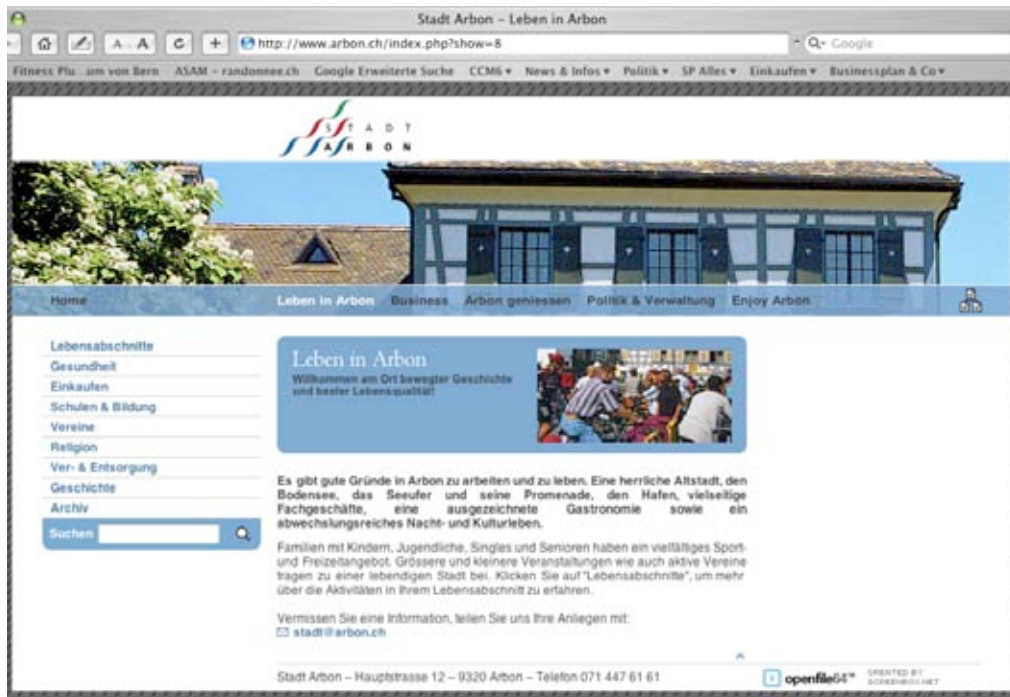 Stadt Arbon – Leben in Arbon
A A
http://www.arbon.ch/index.php?show=8
Google
Fitness Plu...um von Bern ASAM – randonnee.ch Google Erweiterte Suche CCM6 News & Infos Politik SP Alles Einkaufen Businessplan & Co
STADT
ARBON
Home Leben in Arbon Business Arbon geniessen Politik & Verwaltung Enjoy Arbon
Lebensabschnitte
Gesundheit
Einkaufen
Schulen & Bildung
Vereine
Religion
Ver- & Entsorgung
Geschichte
Archiv
Suchen
Leben in Arbon
Willkommen am Ort bewegter Geschichte
und bester Lebensqualität!
Es gibt gute Gründe in Arbon zu arbeiten und zu leben. Eine herrliche Altstadt, den
Bodensee, das Seeufer und seine Promenade, den Hafen, vielseitige
Fachgeschäfte, eine ausgezeichnete Gastronomie sowie ein
abwechslungsreiches Nacht- und Kulturleben.
Familien mit Kindern, Jugendliche, Singles und Senioren haben ein vielfältiges Sport-
und Freizeitangebot. Grössere und kleinere Veranstaltungen wie auch aktive Vereine
tragen zu einer lebendigen Stadt bei. Klicken Sie auf "Lebensabschnitte", um mehr
über die Aktivitäten in Ihrem Lebensabschnitt zu erfahren.
Vermissen Sie eine Information, teilen Sie uns Ihre Anliegen mit:
stadt@arbon.ch
Stadt Arbon – Hauptstrasse 12 – 9320 Arbon – Telefon 071 447 61 61
openfile64™
CREATED BY
SCREENBOX.NET